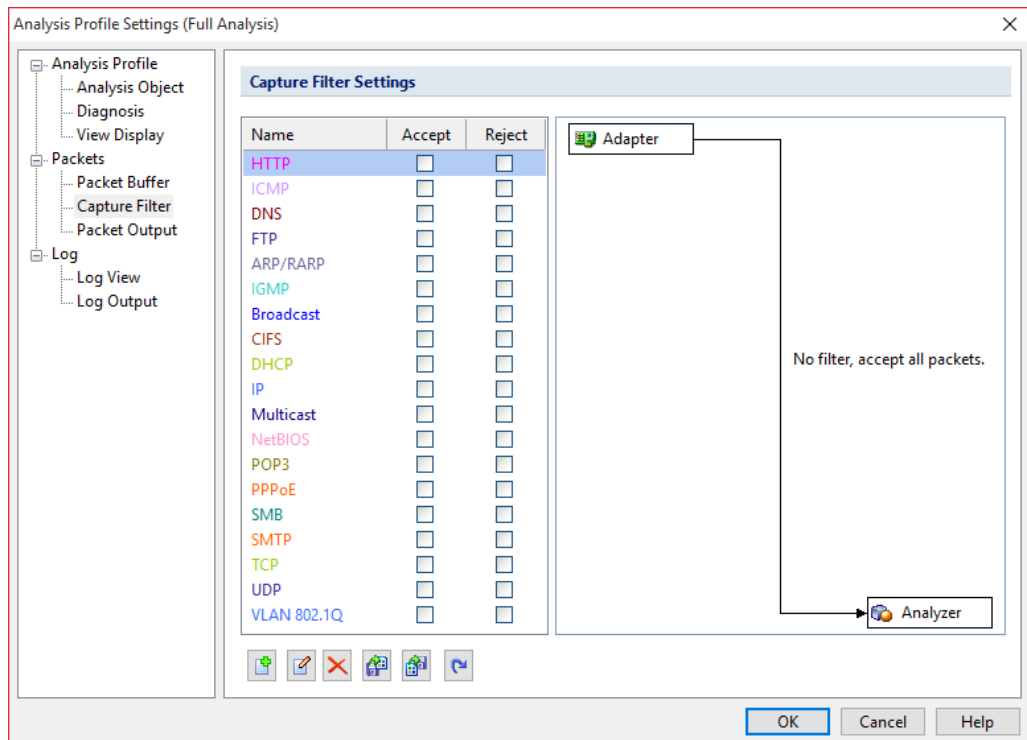 Analysis Profile Settings (Full Analysis)
Analysis Profile
Analysis Object
Diagnosis
View Display
Packets
Packet Buffer
Capture Filter
Packet Output
Log
Log View
Log Output
Capture Filter Settings
Name Accept Reject
HTTP
ICMP
DNS
FTP
ARP/RARP
IGMP
Broadcast
CIFS
DHCP
IP
Multicast
NetBIOS
POP3
PPPoE
SMB
SMTP
TCP
UDP
VLAN 802.1Q
Adapter
No filter, accept all packets.
Analyzer
OK Cancel Help